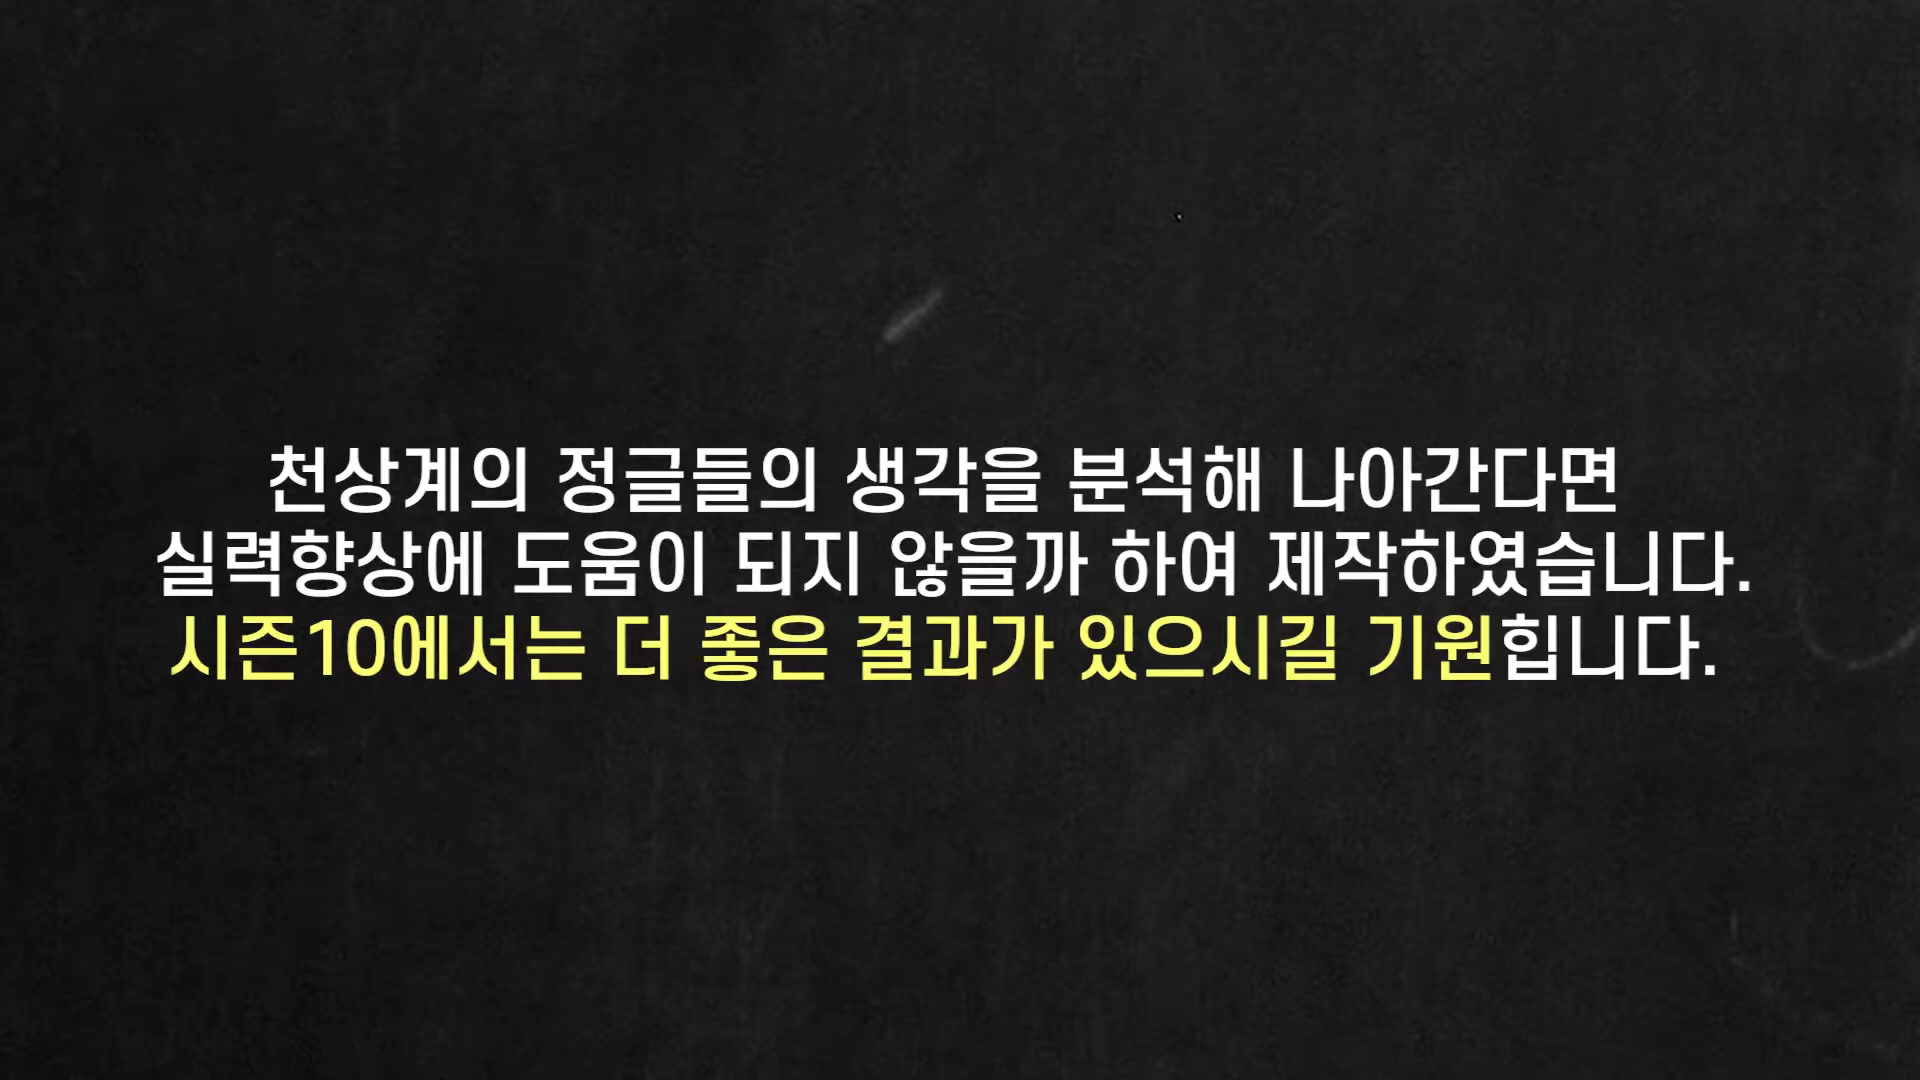 천상계의 정글들의 생각을 분석해 나아간다면
실력향상에 도움이 되지 않을까 하여 제작하였습니다.
시즌10에서는 더 좋은 결과가 있으시길 기원힙니다.